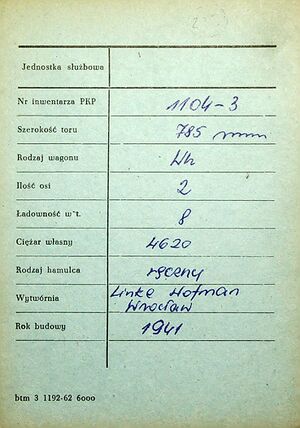 Jednostka służbowa
Nr inwentarza PKP 1104-3
Szerokość toru 785 mm
Rodzaj wagonu Wh
Ilość osi 2
Ładowność w t. 8
Ciężar własny 4620
Rodzaj hamulca ręczny
Wytwórnia Linke Hofman
Wrocław
Rok budowy 1941
btm 3 1192-62 6000